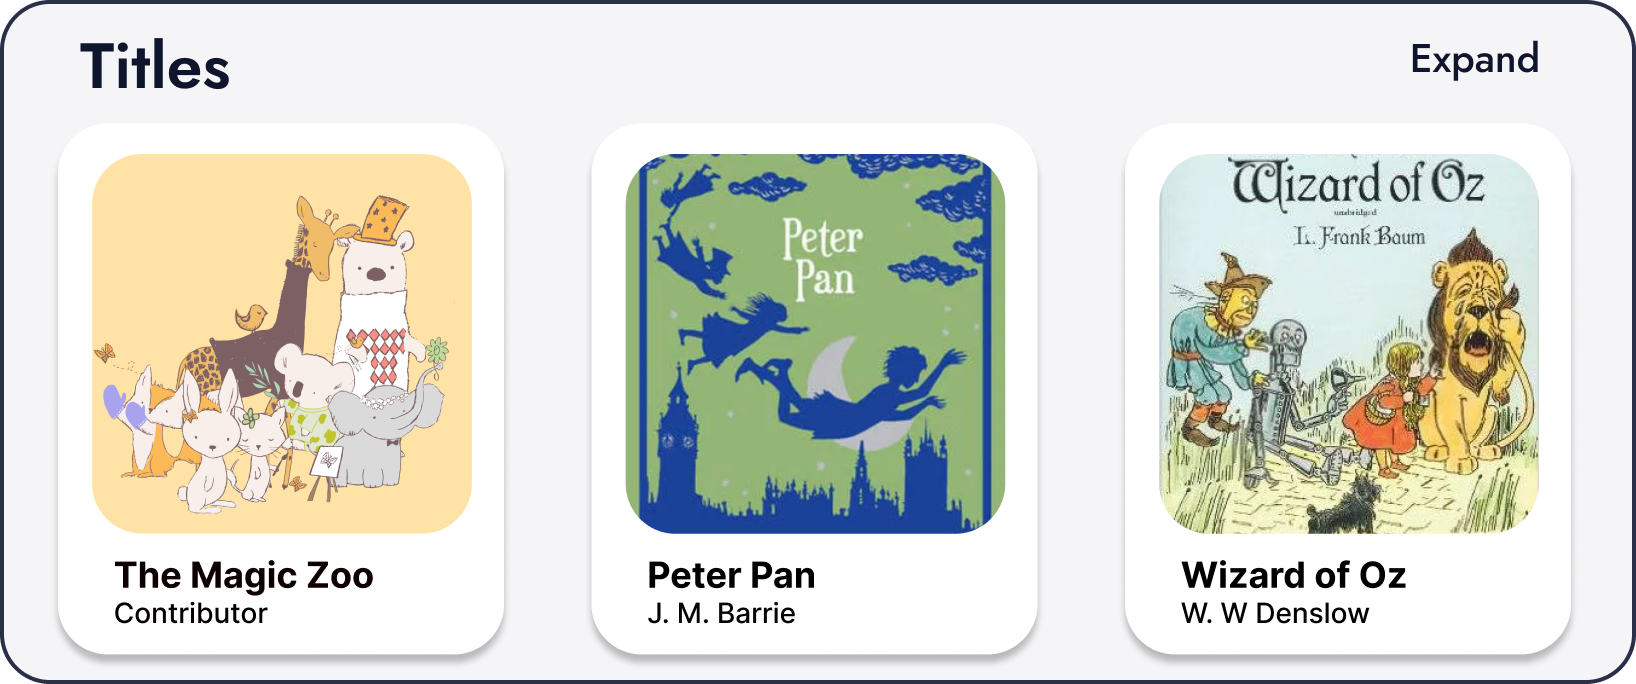 Titles
Expand
Peter
Pan
Wizard of Oz
unabridged
L. Frank Baum
The Magic Zoo
Contributor
Peter Pan
J. M. Barrie
Wizard of Oz
W. W Denslow